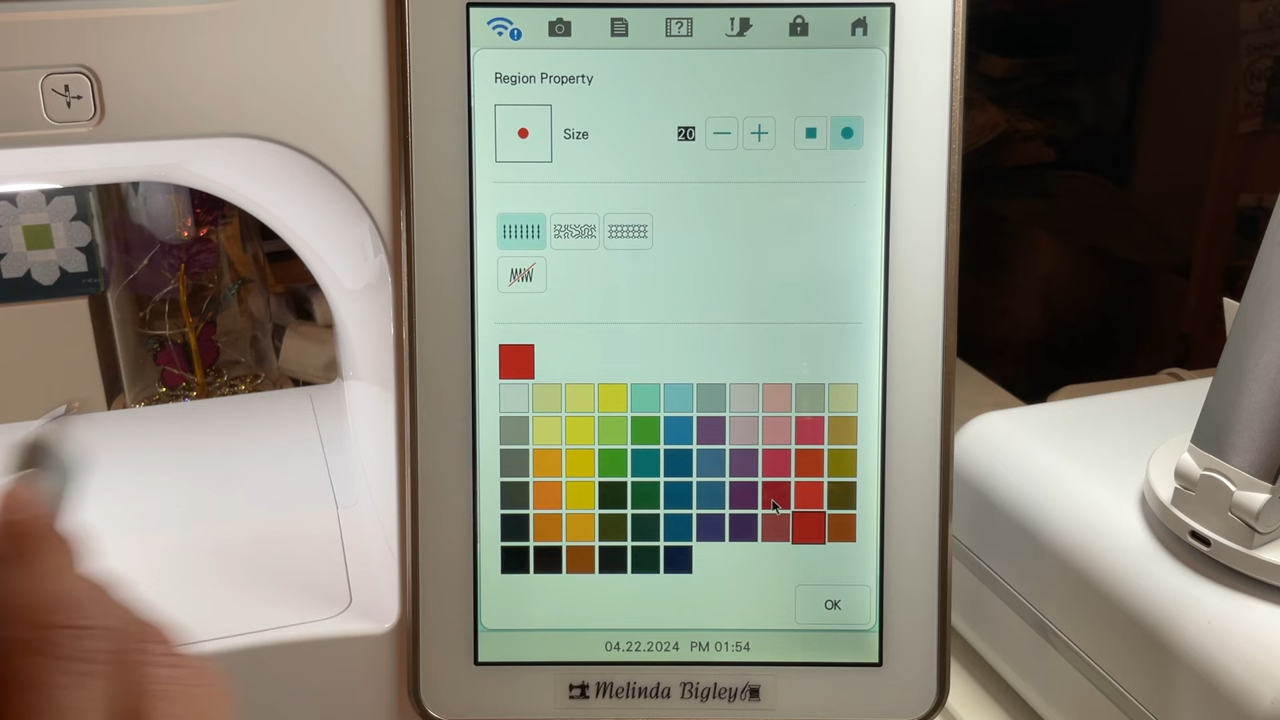 Region Property
Size 20
OK
04.22.2024 PM 01:54
Melinda Bigley